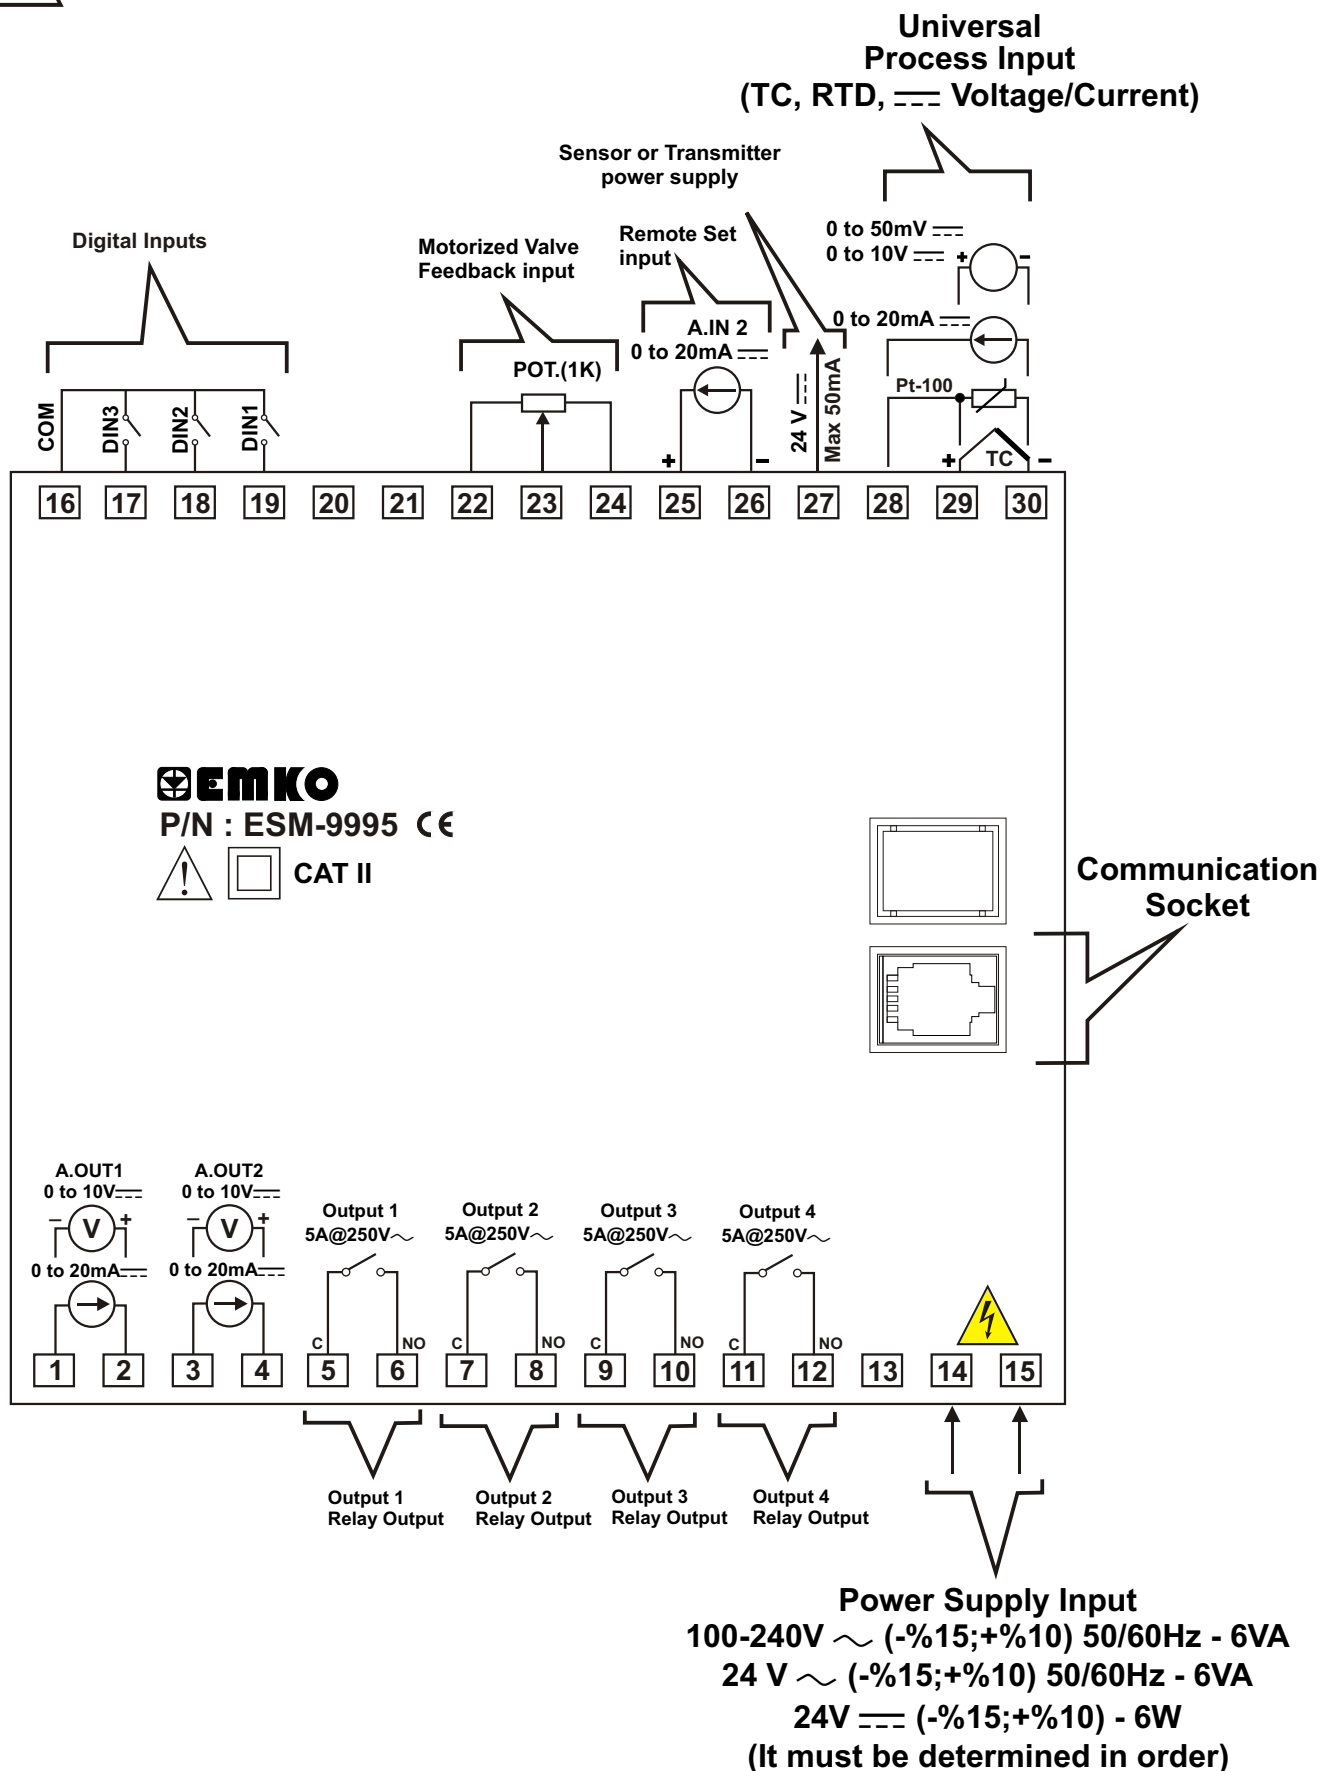 Universal
Process Input
(TC, RTD, ⎓ Voltage/Current)
Sensor or Transmitter
power supply
Digital Inputs
Motorized Valve
Feedback input
Remote Set
input
0 to 50mV ⎓
0 to 10V ⎓
+ −
A.IN 2
0 to 20mA ⎓
0 to 20mA ⎓
POT.(1K)
24 V ⎓
Max 50mA
Pt-100
COM
DIN3
DIN2
DIN1
+ −
+ TC −
16 17 18 19 20 21 22 23 24 25 26 27 28 29 30
EMKO
P/N : ESM-9995 CE
CAT II
Communication
Socket
A.OUT1
0 to 10V ⎓
− V +
0 to 20mA ⎓
A.OUT2
0 to 10V ⎓
− V +
0 to 20mA ⎓
Output 1
5A@250V ∼
Output 2
5A@250V ∼
Output 3
5A@250V ∼
Output 4
5A@250V ∼
C NO C NO C NO C NO
1 2 3 4 5 6 7 8 9 10 11 12 13 14 15
Output 1
Relay Output
Output 2
Relay Output
Output 3
Relay Output
Output 4
Relay Output
Power Supply Input
100-240V ∼ (-%15;+%10) 50/60Hz - 6VA
24 V ∼ (-%15;+%10) 50/60Hz - 6VA
24V ⎓ (-%15;+%10) - 6W
(It must be determined in order)